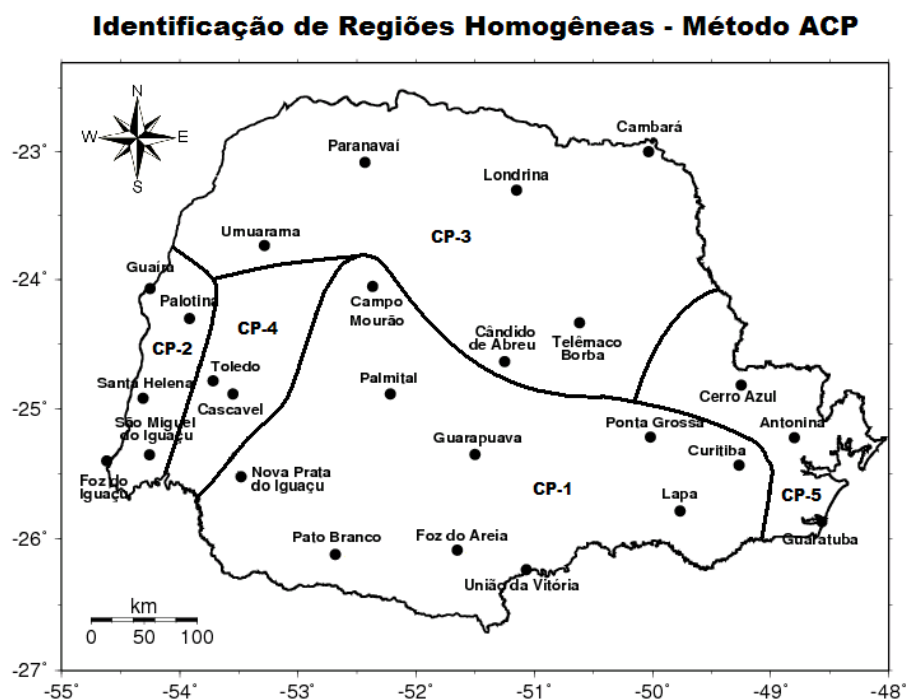 Identificação de Regiões Homogêneas - Método ACP
N
W
E
S
Cambará
Paranavaí
Londrina
Umuarama
CP-3
Guaíra
Palotina
Campo
Mourão
CP-4
Cândido
de Abreu
Telêmaco
Borba
CP-2
Toledo
Santa Helena
Palmital
Cascavel
Cerro Azul
São Miguel
do Iguaçu
Ponta Grossa
Antonina
Guarapuava
Curitiba
Foz do
Iguaçu
Nova Prata
do Iguaçu
CP-1
Lapa
CP-5
Pato Branco
Foz do Areia
Guaratuba
União da Vitória
km
0 50 100
-23°
-24°
-25°
-26°
-27°
-55° -54° -53° -52° -51° -50° -49° -48°